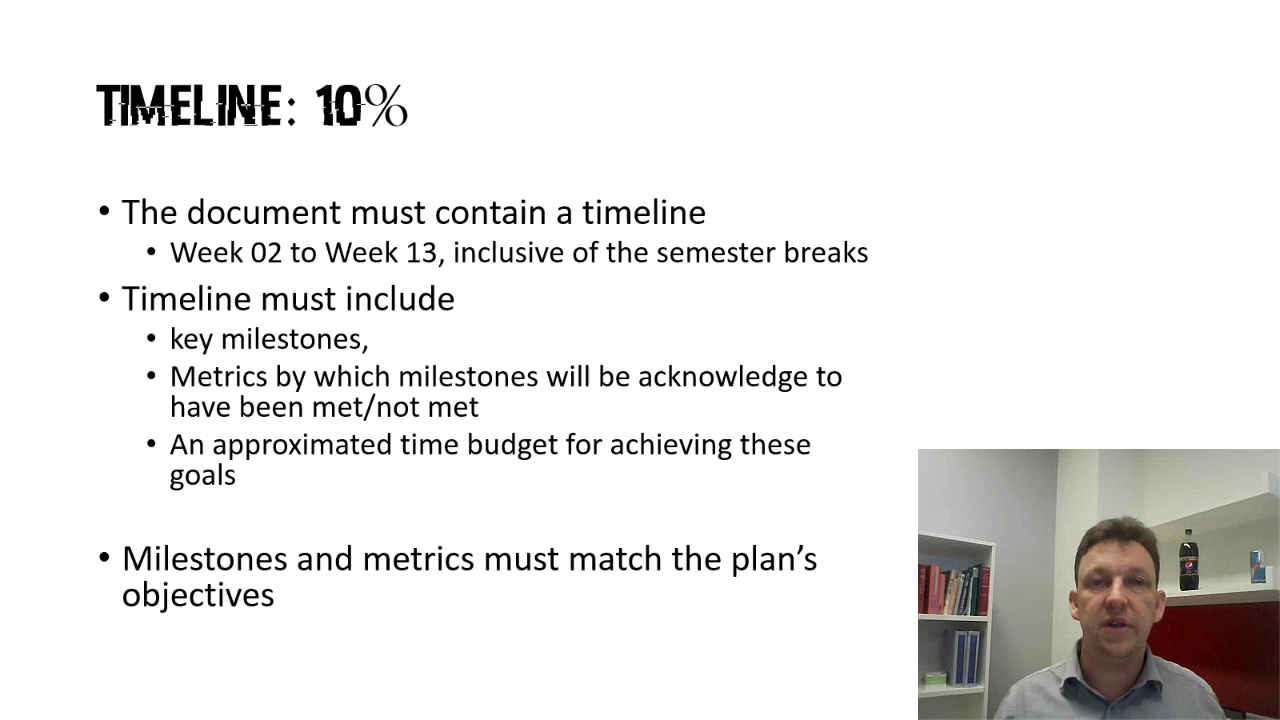 TIMELINE: 10%
• The document must contain a timeline
• Week 02 to Week 13, inclusive of the semester breaks
• Timeline must include
• key milestones,
• Metrics by which milestones will be acknowledge to
have been met/not met
• An approximated time budget for achieving these
goals
• Milestones and metrics must match the plan’s
objectives